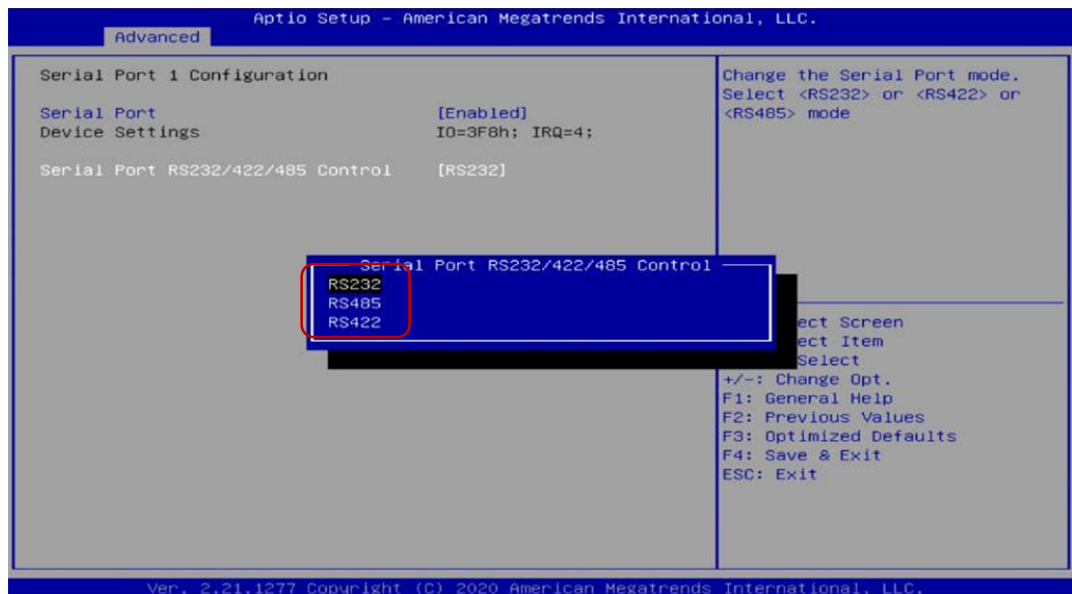 Aptio Setup – American Megatrends International, LLC.
Advanced
Serial Port 1 Configuration
Serial Port [Enabled]
Device Settings IO=3F8h; IRQ=4;
Serial Port RS232/422/485 Control [RS232]
Change the Serial Port mode.
Select <RS232> or <RS422> or
<RS485> mode
Serial Port RS232/422/485 Control
RS232
RS485
RS422
ect Screen
ect Item
Select
+/-: Change Opt.
F1: General Help
F2: Previous Values
F3: Optimized Defaults
F4: Save & Exit
ESC: Exit
Ver. 2.21.1277 Copyright (C) 2020 American Megatrends International, LLC.